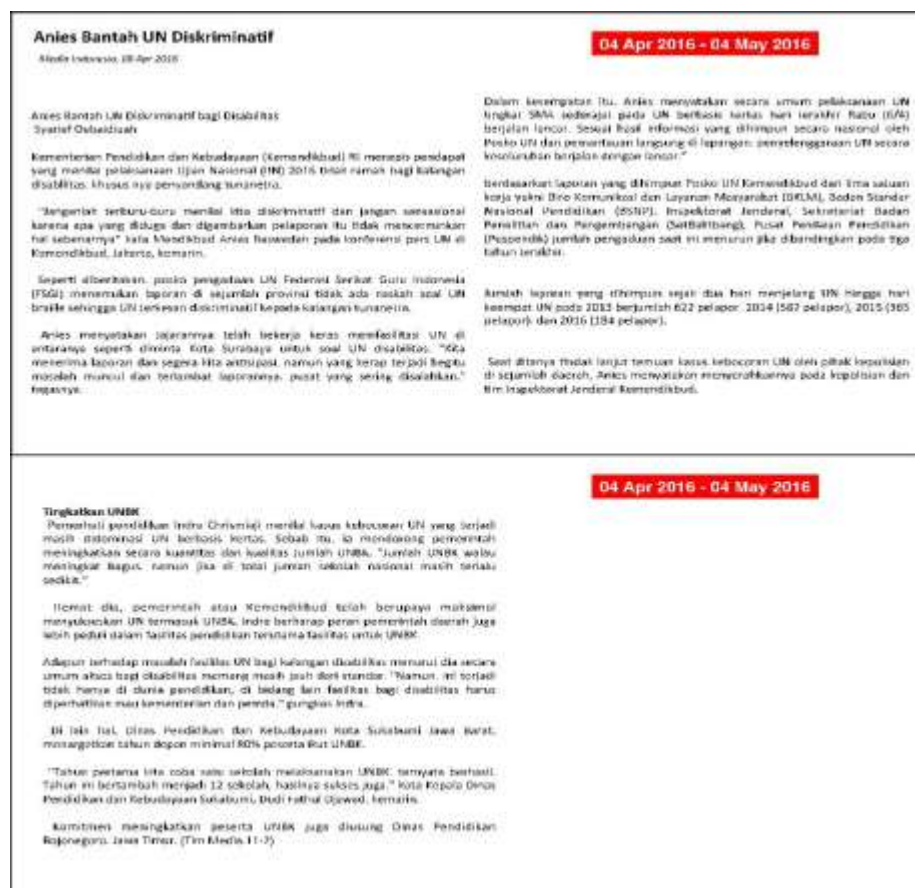 Anies Bantah UN Diskriminatif
Media Indonesia, 08 Apr 2016
04 Apr 2016 - 04 May 2016
Anies Bantah UN Diskriminatif bagi Disabilitas
Syarief Oebaidillah
Kementerian Pendidikan dan Kebudayaan (Kemendikbud) RI menepis pendapat
yang menilai pelaksanaan Ujian Nasional (UN) 2016 tidak ramah bagi kalangan
disabilitas, khusus nya penyandang tunanetra.
"Janganlah terburu-buru menilai kita diskriminatif dan jangan sensasional
karena apa yang diduga dan digambarkan pelaporan itu tidak mencerminkan
hal sebenarnya" kata Mendikbud Anies Baswedan pada konferensi pers UN di
Kemendikbud, Jakarta, kemarin.
Seperti diberitakan, posko pengaduan UN Federasi Serikat Guru Indonesia
(FSGI) menemukan laporan di sejumlah provinsi tidak ada naskah soal UN
braille sehingga UN terkesan diskriminatif kepada kalangan tunanetra.
Anies menyatakan jajarannya telah bekerja keras memfasilitasi UN di
antaranya seperti diminta Kota Surabaya untuk soal UN disabilitas. "Kita
menerima laporan dan segera kita antisipasi, namun yang kerap terjadi begitu
masalah muncul dan terlambat laporannya, pusat yang sering disalahkan,"
tegasnya.
Dalam kesempatan itu, Anies menyatakan secara umum pelaksanaan UN
tingkat SMA sederajat pada UN berbasis kertas hari terakhir Rabu (6/4)
berjalan lancar. Sesuai hasil informasi yang dihimpun secara nasional oleh
Posko UN dan pemantauan langsung di lapangan, penyelenggaraan UN secara
keseluruhan berjalan dengan lancar."
Berdasarkan laporan yang dihimpun Posko UN Kemendikbud dari lima satuan
kerja yakni Biro Komunikasi dan Layanan Masyarakat (BKLM), Badan Standar
Nasional Pendidikan (BSNP), Inspektorat Jenderal, Sekretariat Badan
Penelitian dan Pengembangan (SetBalitbang), Pusat Penilaian Pendidikan
(Puspendik) jumlah pengaduan saat ini menurun jika dibandingkan pada tiga
tahun terakhir.
Jumlah laporan yang dihimpun sejak dua hari menjelang UN hingga hari
keempat UN pada 2013 berjumlah 622 pelapor, 2014 (587 pelapor), 2015 (365
pelapor), dan 2016 (184 pelapor).
Saat ditanya tindak lanjut temuan kasus kebocoran UN oleh pihak kepolisian
di sejumlah daerah, Anies menyatakan menyerahkannya pada kepolisian dan
tim Inspektorat Jenderal Kemendikbud.
04 Apr 2016 - 04 May 2016
Tingkatkan UNBK
Pemerhati pendidikan Indra Chrismiaji menilai kasus kebocoran UN yang terjadi
masih didominasi UN berbasis kertas. Sebab itu, ia mendorong pemerintah
meningkatkan secara kuantitas dan kualitas jumlah UNBK. "Jumlah UNBK walau
meningkat bagus, namun jika di total jumlah sekolah nasional masih terlalu
sedikit."
Hemat dia, pemerintah atau Kemendikbud telah berupaya maksimal
menyukseskan UN termasuk UNBK. Indra berharap peran pemerintah daerah juga
lebih peduli dalam fasilitas pendidikan terutama fasilitas untuk UNBK.
Adapun terhadap masalah fasilitas UN bagi kalangan disabilitas menurut dia secara
umum akses bagi disabilitas memang masih jauh dari standar. "Namun, ini terjadi
tidak hanya di dunia pendidikan, di bidang lain fasilitas bagi disabilitas harus
diperhatikan mau kementerian dan pemda," pungkas Indra.
Di lain hal, Dinas Pendidikan dan Kebudayaan Kota Sukabumi Jawa Barat,
menargetkan tahun depan minimal 80% peserta ikut UNBK.
"Tahun pertama kita coba satu sekolah melaksanakan UNBK, ternyata berhasil.
Tahun ini bertambah menjadi 12 sekolah, hasilnya sukses juga," kata Kepala Dinas
Pendidikan dan Kebudayaan Sukabumi, Dudi Fathul Djawad, kemarin.
Komitmen meningkatkan peserta UNBK juga diusung Dinas Pendidikan
Bojonegoro, Jawa Timur. (Tim Media 11-2)